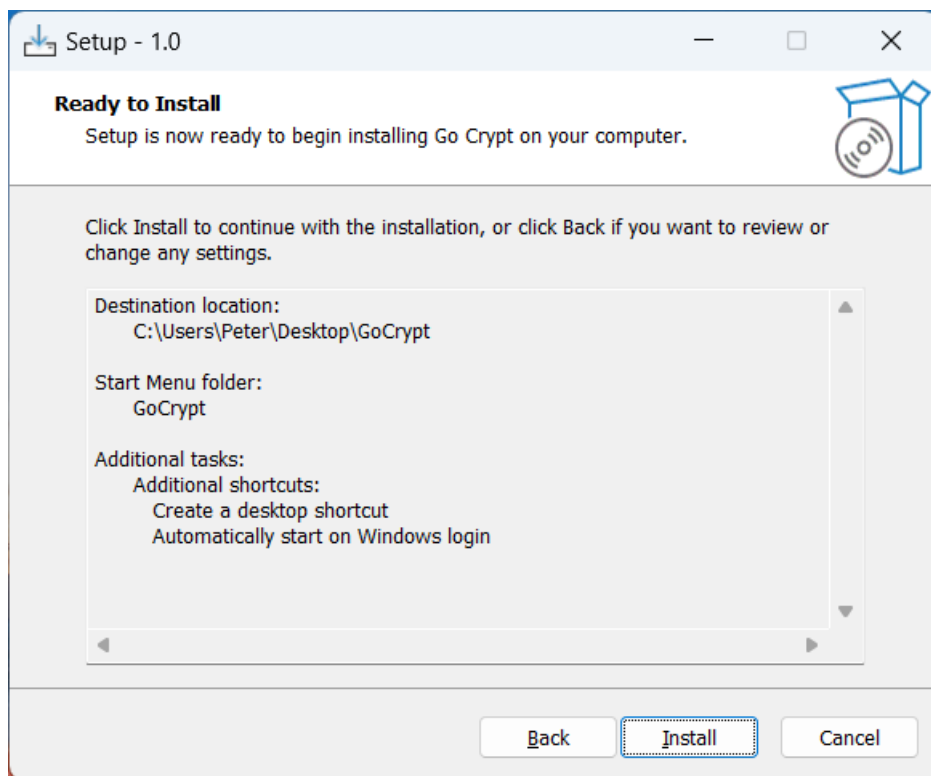 Setup - 1.0
Ready to Install
Setup is now ready to begin installing Go Crypt on your computer.
Click Install to continue with the installation, or click Back if you want to review or
change any settings.
Destination location:
C:\Users\Peter\Desktop\GoCrypt
Start Menu folder:
GoCrypt
Additional tasks:
Additional shortcuts:
Create a desktop shortcut
Automatically start on Windows login
Back Install Cancel